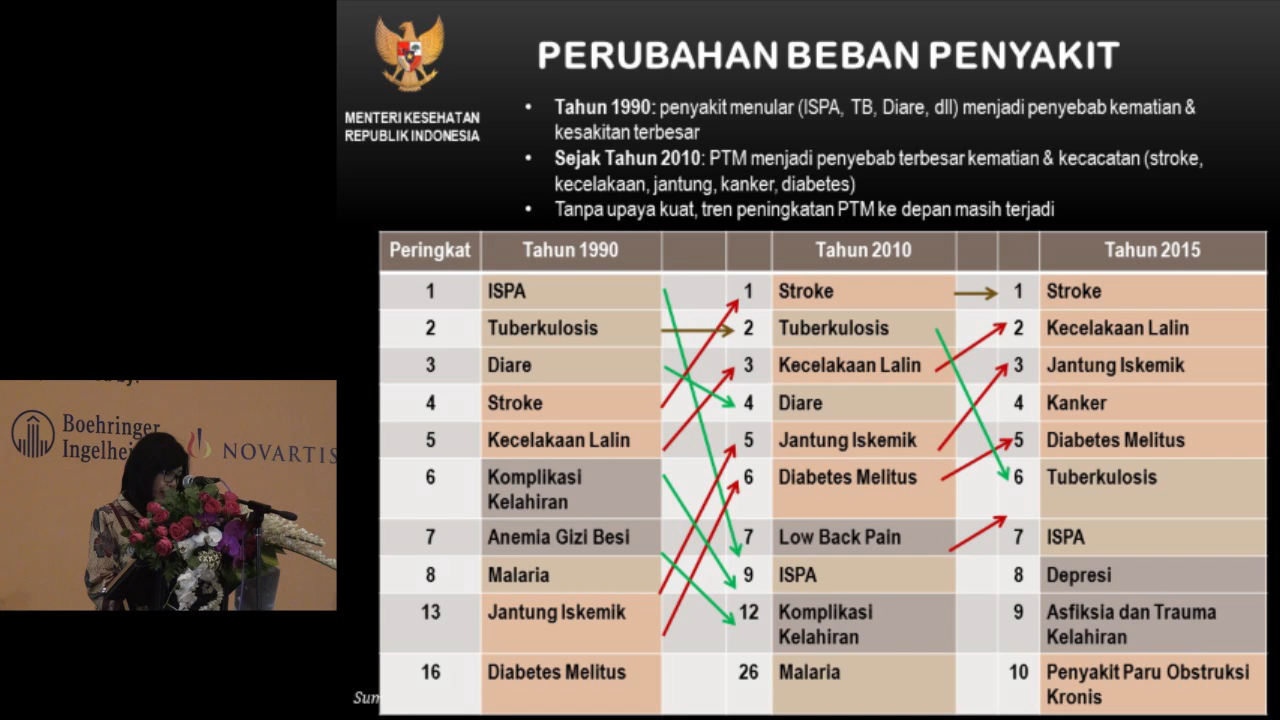 PERUBAHAN BEBAN PENYAKIT
MENTERI KESEHATAN
REPUBLIK INDONESIA
• Tahun 1990: penyakit menular (ISPA, TB, Diare, dll) menjadi penyebab kematian &
kesakitan terbesar
• Sejak Tahun 2010: PTM menjadi penyebab terbesar kematian & kecacatan (stroke,
kecelakaan, jantung, kanker, diabetes)
• Tanpa upaya kuat, tren peningkatan PTM ke depan masih terjadi
Peringkat Tahun 1990 Tahun 2010 Tahun 2015
1 ISPA 1 Stroke 1 Stroke
2 Tuberkulosis 2 Tuberkulosis 2 Kecelakaan Lalin
3 Diare 3 Kecelakaan Lalin 3 Jantung Iskemik
4 Stroke 4 Diare 4 Kanker
5 Kecelakaan Lalin 5 Jantung Iskemik 5 Diabetes Melitus
6 Komplikasi 6 Diabetes Melitus 6 Tuberkulosis
Kelahiran
7 Anemia Gizi Besi 7 Low Back Pain 7 ISPA
8 Malaria 9 ISPA 8 Depresi
13 Jantung Iskemik 12 Komplikasi 9 Asfiksia dan Trauma
Kelahiran Kelahiran
16 Diabetes Melitus 26 Malaria 10 Penyakit Paru Obstruksi
Kronis
Boehringer
NOVARTIS